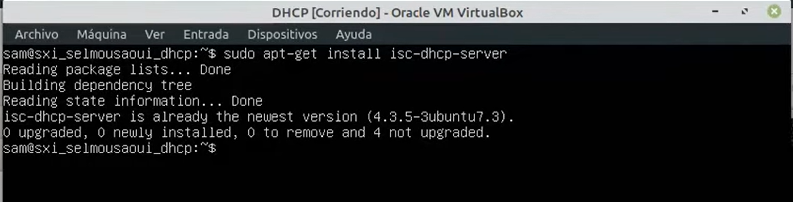 DHCP [Corriendo] - Oracle VM VirtualBox
Archivo Máquina Ver Entrada Dispositivos Ayuda
sam@sxi_selmousaoui_dhcp:~$ sudo apt-get install isc-dhcp-server
Reading package lists... Done
Building dependency tree
Reading state information... Done
isc-dhcp-server is already the newest version (4.3.5-3ubuntu7.3).
0 upgraded, 0 newly installed, 0 to remove and 4 not upgraded.
sam@sxi_selmousaoui_dhcp:~$